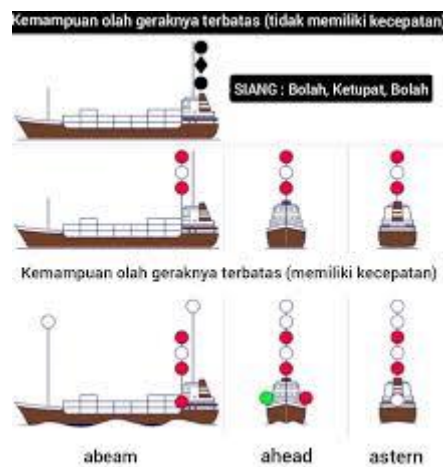 Kemampuan olah geraknya terbatas (tidak memiliki kecepatan)
SIANG : Bolah, Ketupat, Bolah
Kemampuan olah geraknya terbatas (memiliki kecepatan)
abeam
ahead
astern